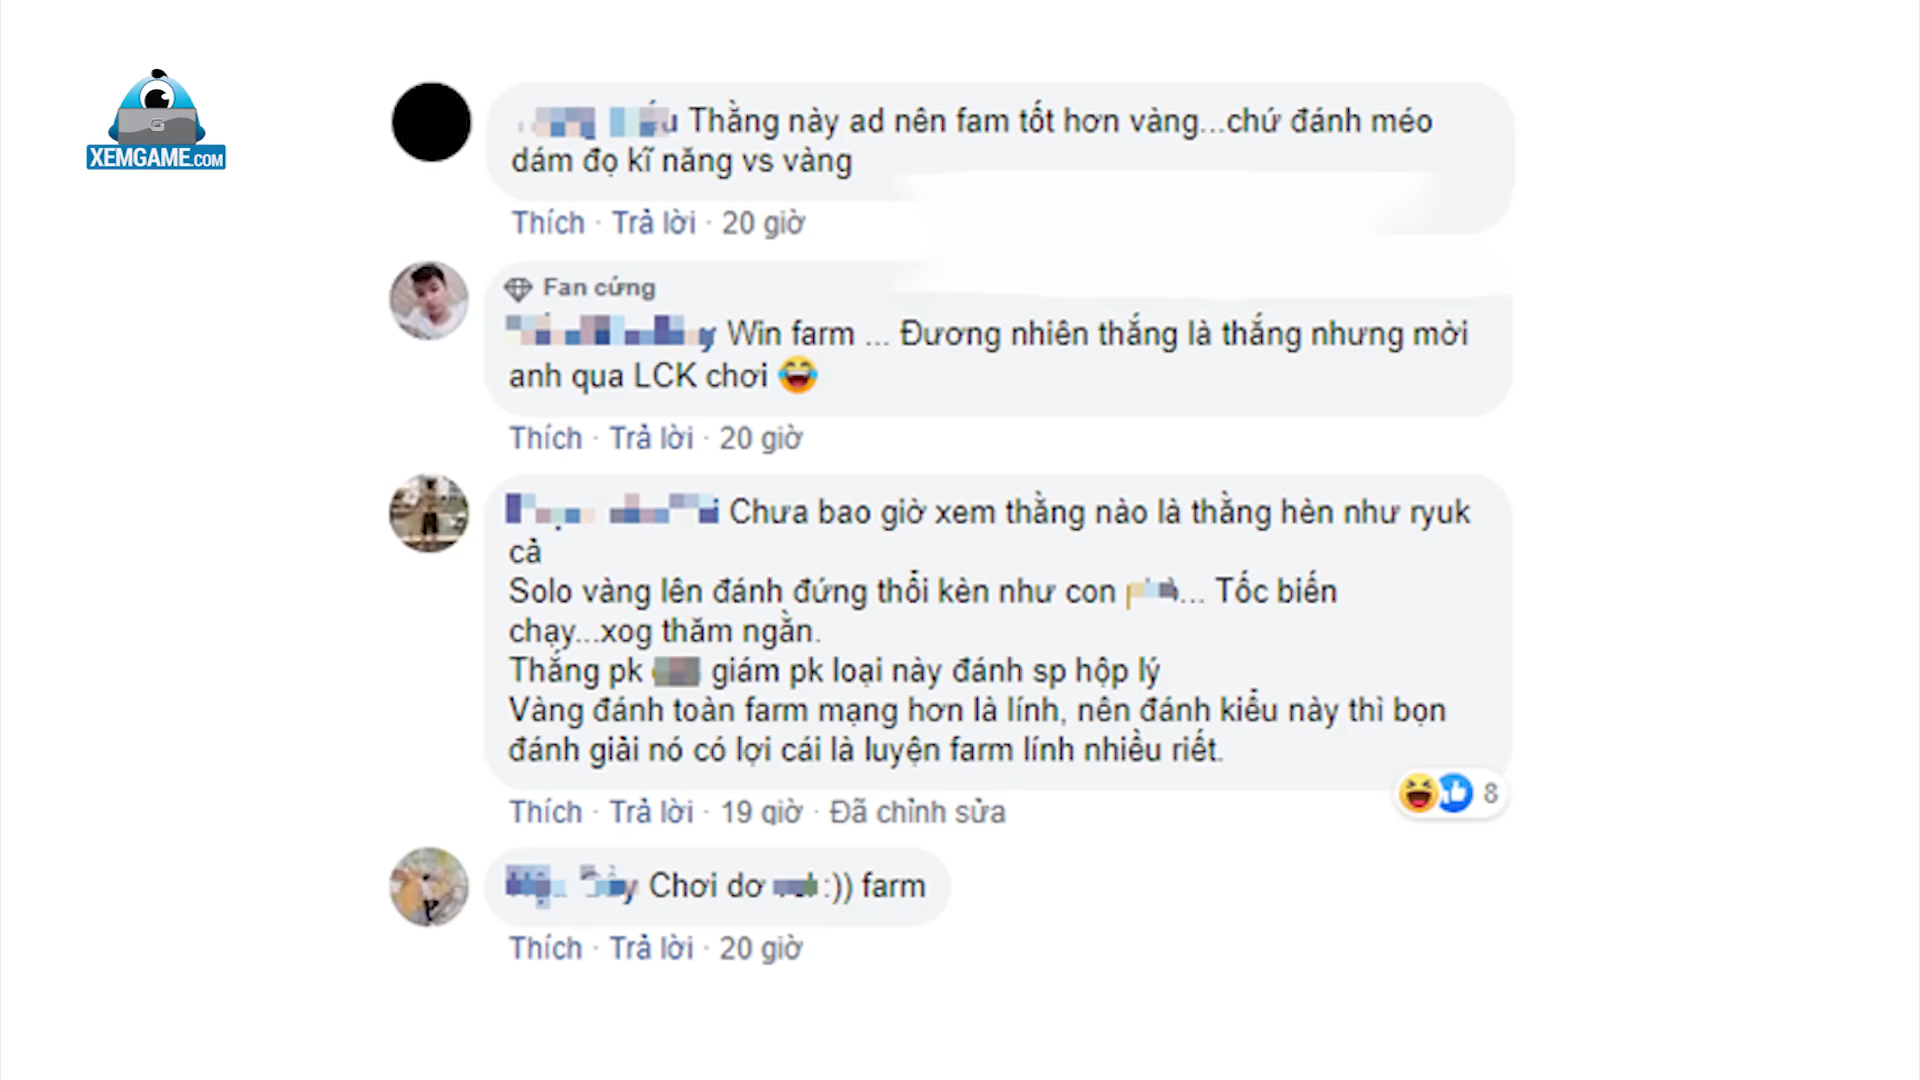 XEMGAME.COM
Thằng này ad nên fam tốt hơn vàng...chứ đánh méo
dám đọ kĩ năng vs vàng
Thích · Trả lời · 20 giờ
Fan cứng
Win farm ... Đương nhiên thắng là thắng nhưng mời
anh qua LCK chơi 😂
Thích · Trả lời · 20 giờ
Chưa bao giờ xem thằng nào là thằng hèn như ryuk
cả
Solo vàng lên đánh đứng thổi kèn như con ... Tốc biến
chạy...xog thăm ngằn.
Thắng pk giám pk loại này đánh sp hộp lý
Vàng đánh toàn farm mạng hơn là lính, nên đánh kiểu này thì bọn
đánh giải nó có lợi cái là luyện farm lính nhiều riết.
8
Thích · Trả lời · 19 giờ · Đã chỉnh sửa
Chơi dơ :)) farm
Thích · Trả lời · 20 giờ